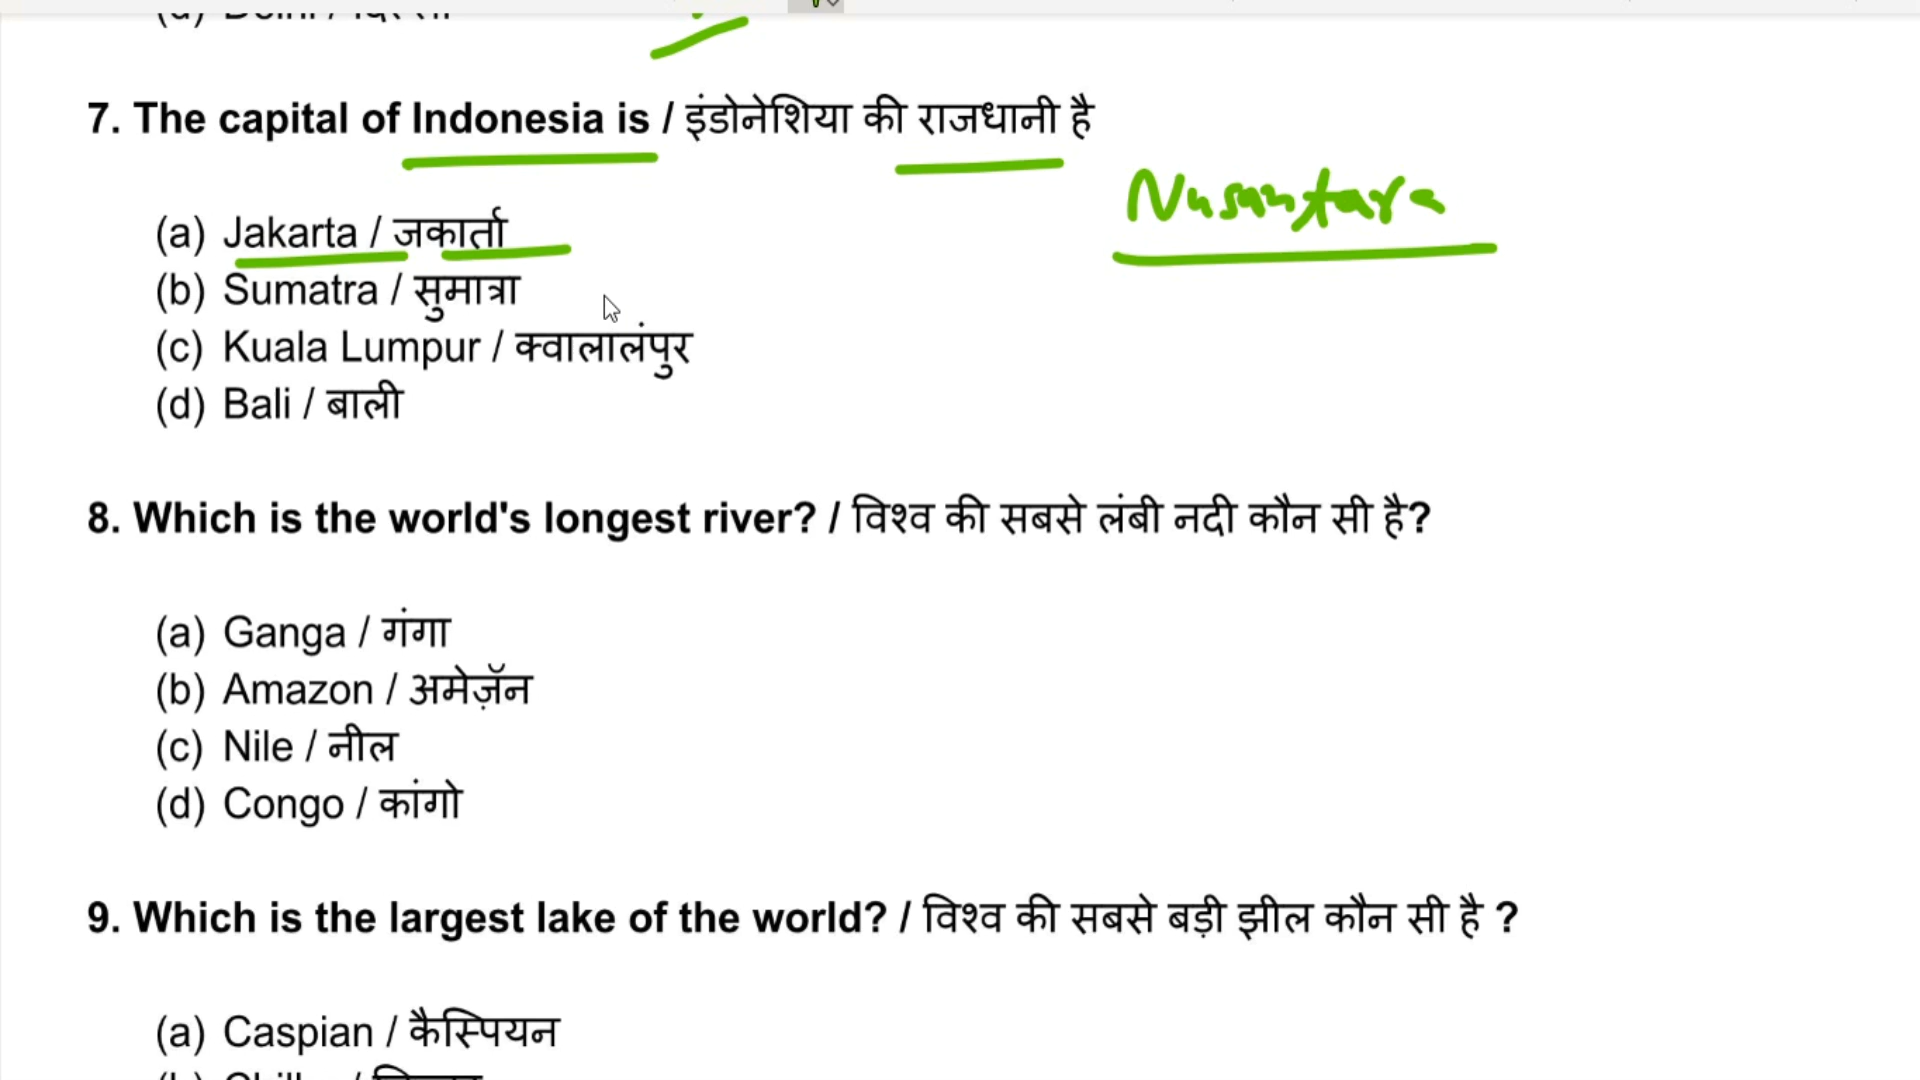 7. The capital of Indonesia is / इंडोनेशिया की राजधानी है
Nusantara
(a) Jakarta / जकार्ता
(b) Sumatra / सुमात्रा
(c) Kuala Lumpur / क्वालालंपुर
(d) Bali / बाली
8. Which is the world's longest river? / विश्व की सबसे लंबी नदी कौन सी है?
(a) Ganga / गंगा
(b) Amazon / अमेज़ॅन
(c) Nile / नील
(d) Congo / कांगो
9. Which is the largest lake of the world? / विश्व की सबसे बड़ी झील कौन सी है ?
(a) Caspian / कैस्पियन